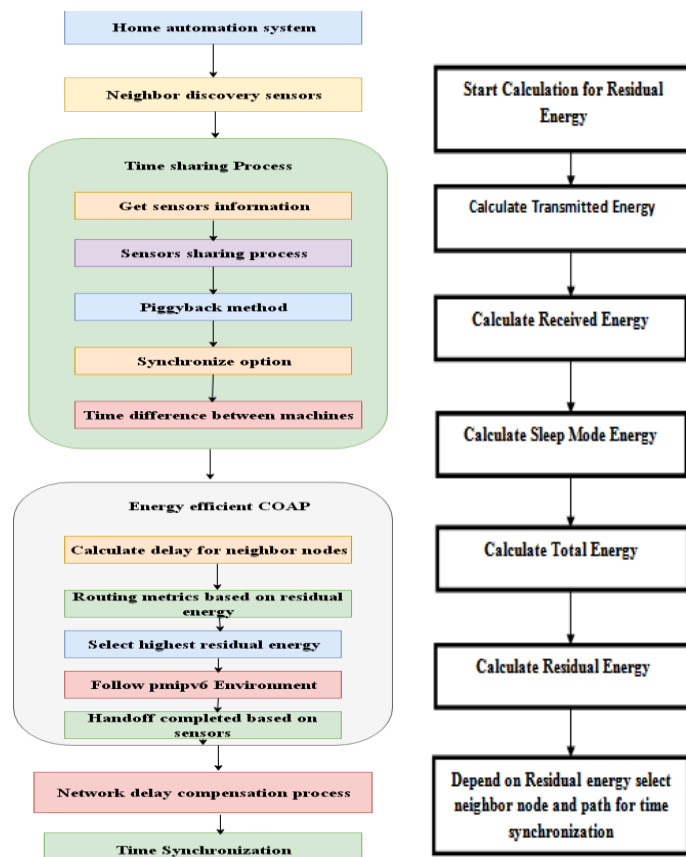 Home automation system
Neighbor discovery sensors
Time sharing Process
Get sensors information
Sensors sharing process
Piggyback method
Synchronize option
Time difference between machines
Energy efficient COAP
Calculate delay for neighbor nodes
Routing metrics based on residual
energy
Select highest residual energy
Follow pmipv6 Environment
Handoff completed based on
sensors
Network delay compensation process
Time Synchronization
Start Calculation for Residual
Energy
Calculate Transmitted Energy
Calculate Received Energy
Calculate Sleep Mode Energy
Calculate Total Energy
Calculate Residual Energy
Depend on Residual energy select
neighbor node and path for time
synchronization